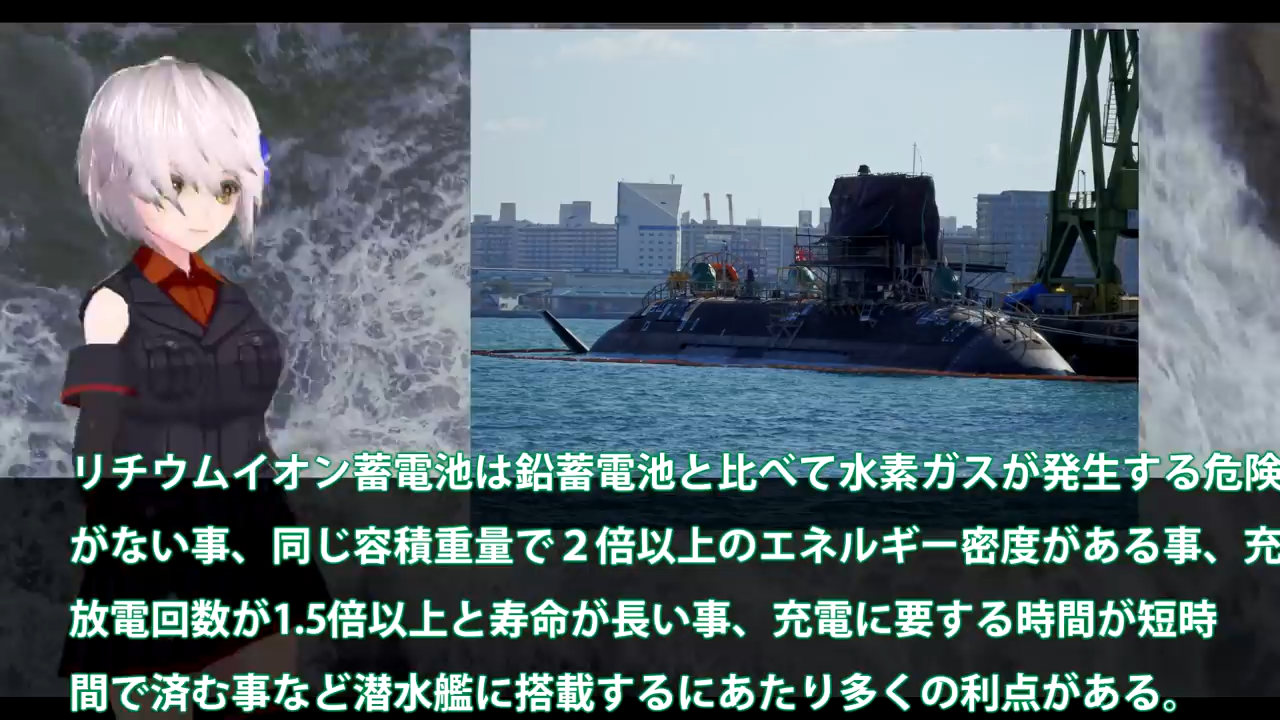 リチウムイオン蓄電池は鉛蓄電池と比べて水素ガスが発生する危険
がない事、同じ容積重量で２倍以上のエネルギー密度がある事、充
放電回数が1.5倍以上と寿命が長い事、充電に要する時間が短時
間で済む事など潜水艦に搭載するにあたり多くの利点がある。